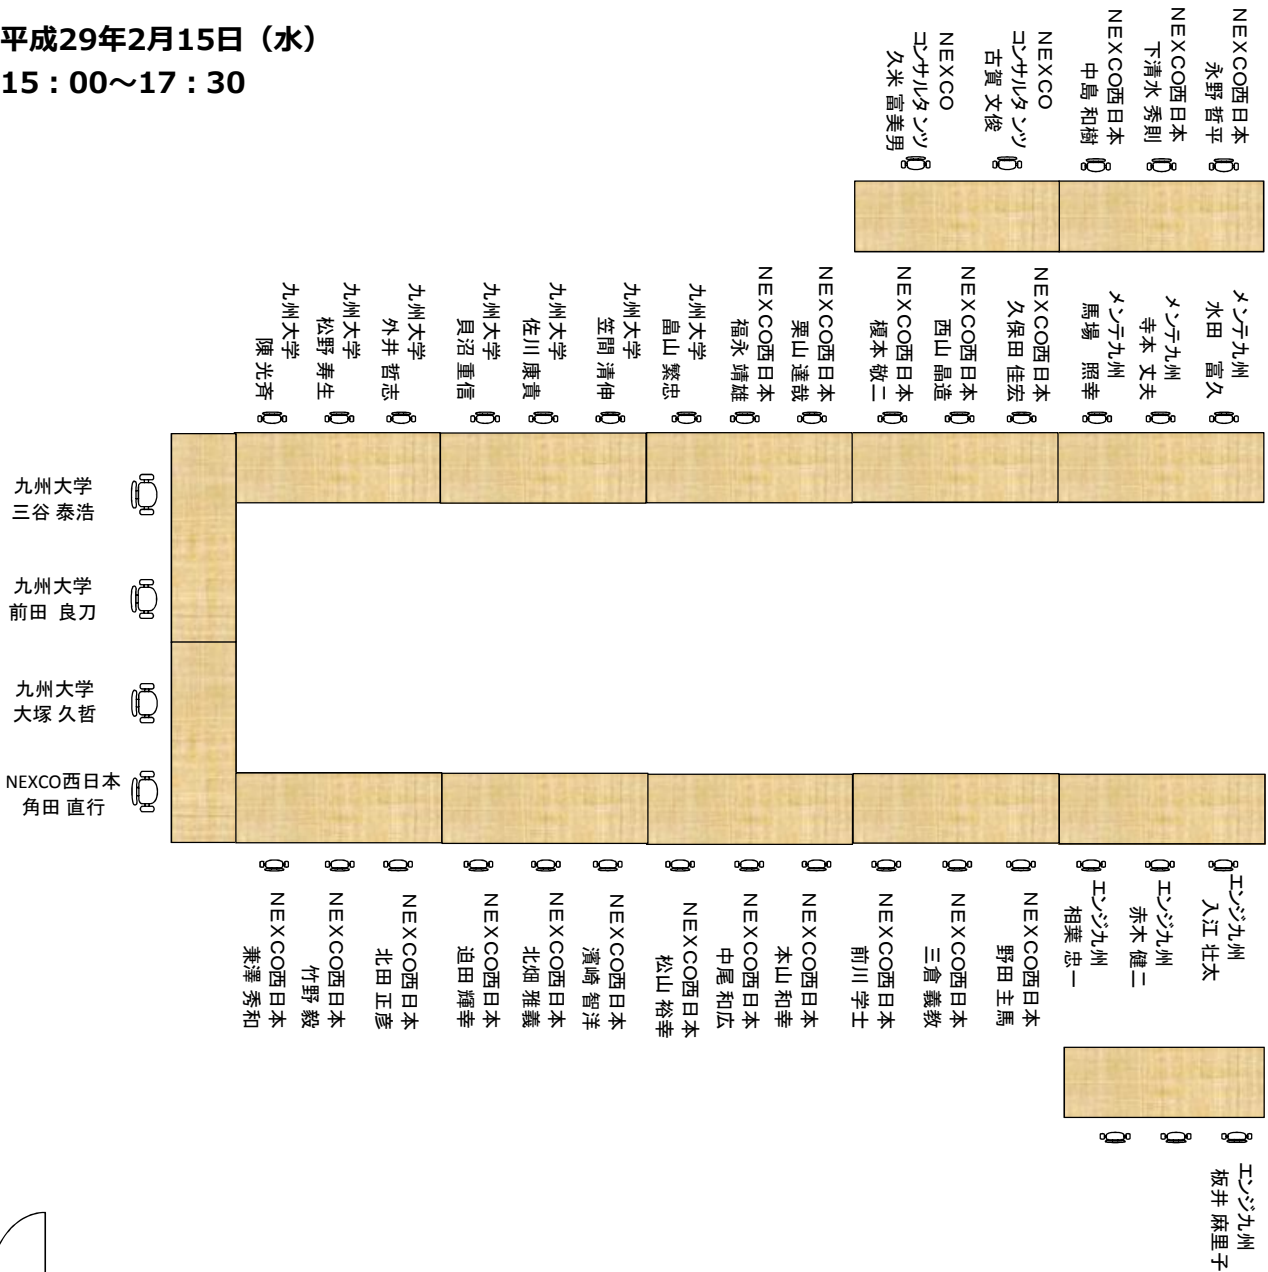 平成29年2月15日（水）
15：00～17：30
NEXCO
コンサルタンツ
久米 富美男
NEXCO
コンサルタンツ
古賀 文俊
NEXCO西日本
中島 和樹
NEXCO西日本
下清水 秀則
NEXCO西日本
永野 哲平
九州大学
陳 光斉
九州大学
松野 寿生
九州大学
外井 哲志
九州大学
貝沼 重信
九州大学
佐川 康貴
九州大学
笠間 清伸
九州大学
畠山 繁忠
NEXCO西日本
福永 靖雄
NEXCO西日本
栗山 達哉
NEXCO西日本
榎本 敬二
NEXCO西日本
西山 晶造
NEXCO西日本
久保田 佳宏
メンテ九州
馬場 照幸
メンテ九州
寺本 丈夫
メンテ九州
水田 富久
九州大学
三谷 泰浩
九州大学
前田 良刀
九州大学
大塚 久哲
NEXCO西日本
角田 直行
NEXCO西日本
兼澤 秀和
NEXCO西日本
竹野 毅
NEXCO西日本
北田 正彦
NEXCO西日本
迫田 輝幸
NEXCO西日本
北畑 雅義
NEXCO西日本
濱崎 智洋
NEXCO西日本
松山 裕幸
NEXCO西日本
中尾 和広
NEXCO西日本
本山 和幸
NEXCO西日本
前川 学士
NEXCO西日本
三倉 義教
NEXCO西日本
野田 主馬
エンジ九州
相葉 忠一
エンジ九州
赤木 健二
エンジ九州
入江 壮太
エンジ九州
板井 麻里子